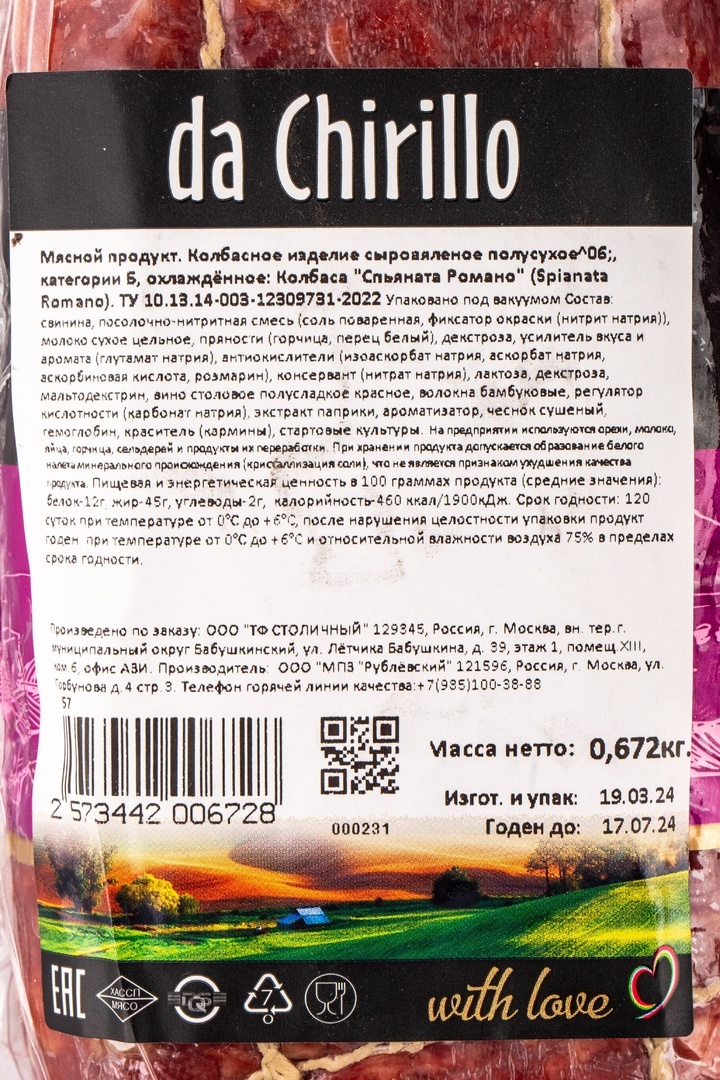 da Chirillo
Мясной продукт. Колбасное изделие сыровяленое полусухое^06;,
категории Б, охлаждённое: Колбаса "Спьяната Романо" (Spianata
Romano). ТУ 10.13.14-003-12309731-2022 Упаковано под вакуумом Состав:
свинина, посолочно-нитритная смесь (соль поваренная, фиксатор окраски (нитрит натрия)),
молоко сухое цельное, пряности (горчица, перец белый), декстроза, усилитель вкуса и
аромата (глутамат натрия), антиокислители (изоаскорбат натрия, аскорбат натрия,
аскорбиновая кислота, розмарин), консервант (нитрат натрия), лактоза, декстроза,
мальтодекстрин, вино столовое полусладкое красное, волокна бамбуковые, регулятор
кислотности (карбонат натрия), экстракт паприки, ароматизатор, чеснок сушеный,
гемоглобин, краситель (кармины), стартовые культуры. На предприятии используются орехи, молоко,
яйца, горчица, сельдерей и продукты их переработки. При хранении продукта допускается образование белого
налета минерального происхождения (кристаллизация соли), что не является признаком ухудшения качества
продукта. Пищевая и энергетическая ценность в 100 граммах продукта (средние значения):
белок-12г, жир-45г, углеводы-2г, калорийность-460 ккал/1900кДж. Срок годности: 120
суток при температуре от 0°С до +6°С, после нарушения целостности упаковки продукт
годен при температуре от 0°С до +6°С и относительной влажности воздуха 75% в пределах
срока годности.
Произведено по заказу: ООО "ТФ СТОЛИЧНЫЙ" 129345, Россия, г. Москва, вн. тер.г.
муниципальный округ Бабушкинский, ул. Лётчика Бабушкина, д. 39, этаж 1, помещ.XIII,
ком.6, офис А3И. Производитель: ООО "МПЗ "Рублёвский" 121596, Россия, г. Москва, ул.
Горбунова д.4 стр.3. Телефон горячей линии качества:+7(985)100-38-88
57
2 573442 006728
000231
Масса нетто: 0,672кг.
Изгот. и упак: 19.03.24
Годен до: 17.07.24
ЕАС
ХАССП
МЯСО
7
with love